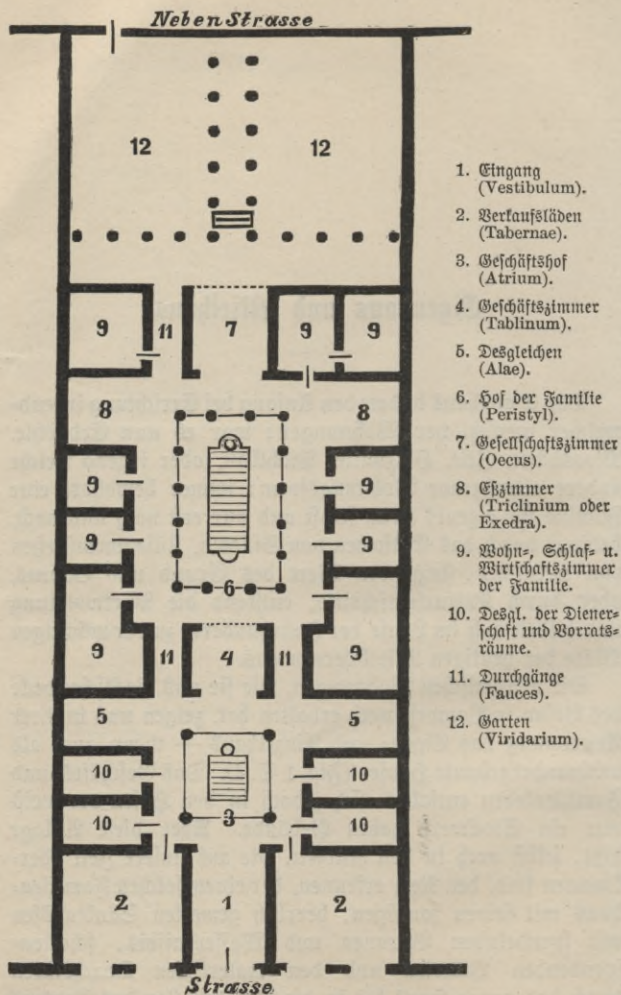 Neben Strasse
12 12
9 11 7 9 9
8 8
9 9
9 9
6
9 11 4 11 9
5 5
10 10
3
10 10
2 1 2
Strasse
1. Eingang
(Vestibulum).
2. Verkaufsläden
(Tabernae).
3. Geschäftshof
(Atrium).
4. Geschäftszimmer
(Tablinum).
5. Desgleichen
(Alae).
6. Hof der Familie
(Peristyl).
7. Gesellschaftszimmer
(Oecus).
8. Eßzimmer
(Triclinium oder
Exedra).
9. Wohn-, Schlaf- u.
Wirtschaftszimmer
der Familie.
10. Desgl. der Diener-
schaft und Vorrats-
räume.
11. Durchgänge
(Fauces).
12. Garten
(Viridarium).